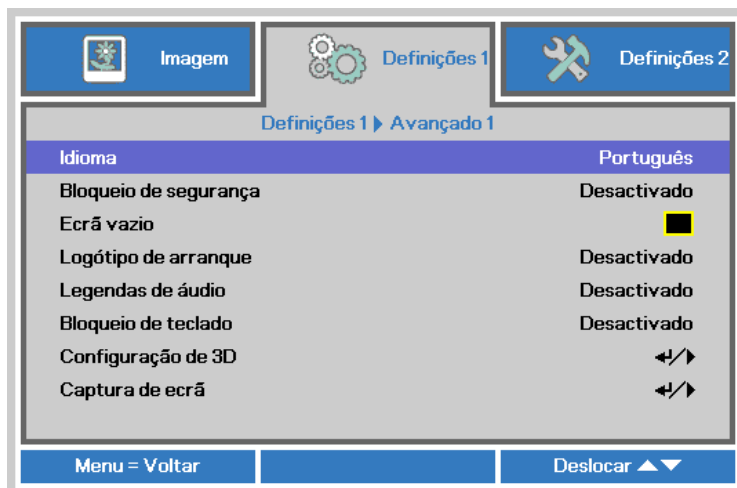 Imagem
Definições 1
Definições 2
Definições 1 Avançado 1
Idioma Português
Bloqueio de segurança Desactivado
Ecrã vazio
Logótipo de arranque Desactivado
Legendas de áudio Desactivado
Bloqueio de teclado Desactivado
Configuração de 3D
Captura de ecrã
Menu = Voltar
Deslocar